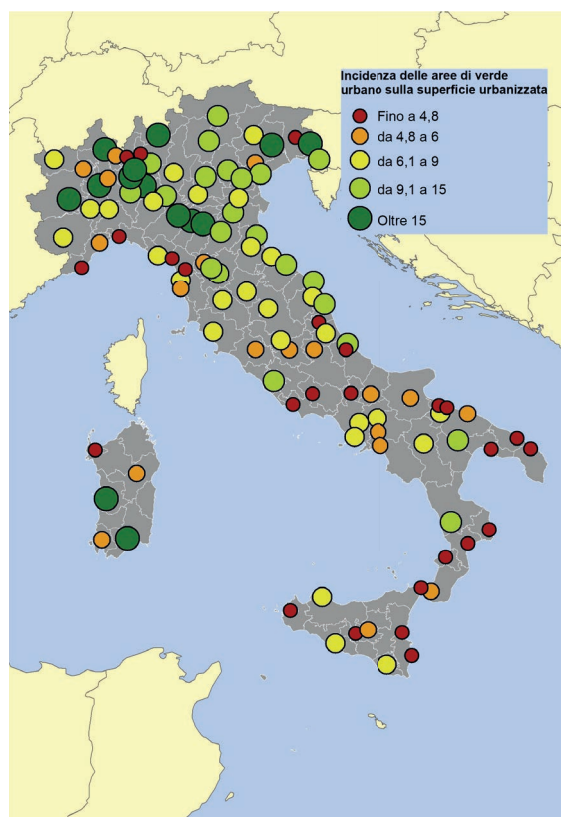 Incidenza delle aree di verde
urbano sulla superficie urbanizzata
Fino a 4,8
da 4,8 a 6
da 6,1 a 9
da 9,1 a 15
Oltre 15